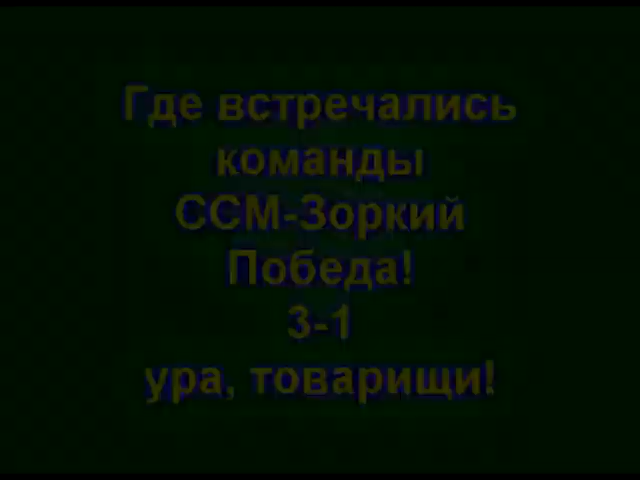 Где встречались
команды
ССМ-Зоркий
Победа!
3-1
ура, товарищи!